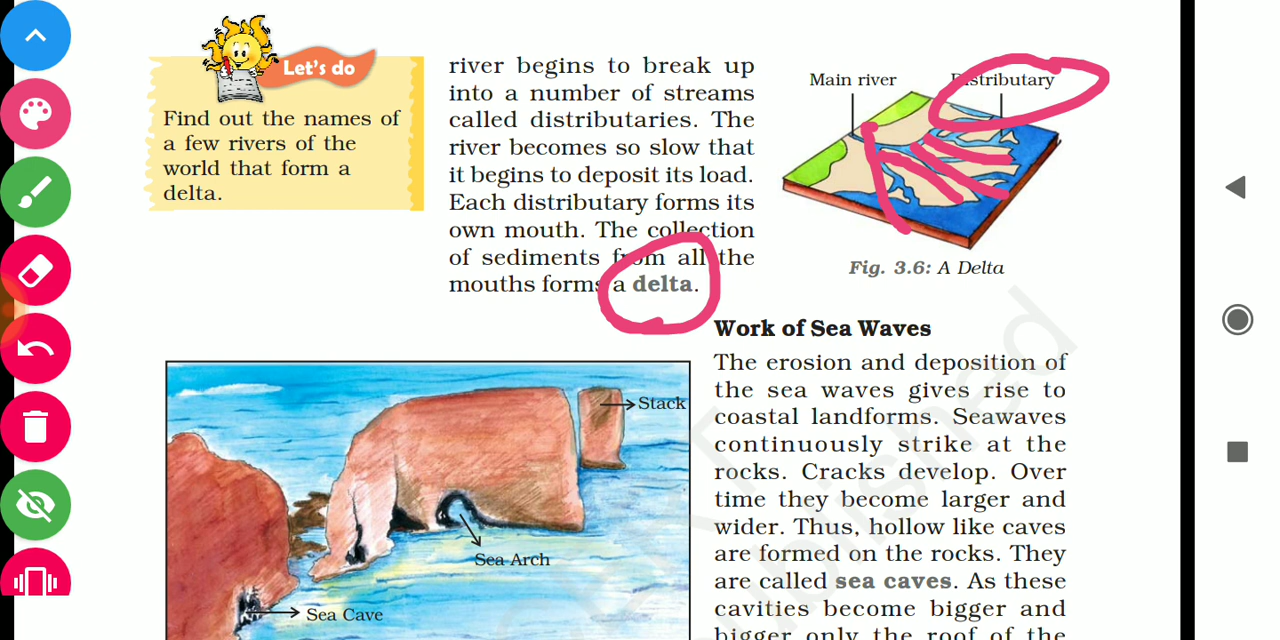 Let's do
Find out the names of
a few rivers of the
world that form a
delta.
river begins to break up
into a number of streams
called distributaries. The
river becomes so slow that
it begins to deposit its load.
Each distributary forms its
own mouth. The collection
of sediments from all the
mouths forms a delta.
Main river
Distributary
Fig. 3.6: A Delta
Work of Sea Waves
The erosion and deposition of
the sea waves gives rise to
coastal landforms. Seawaves
continuously strike at the
rocks. Cracks develop. Over
time they become larger and
wider. Thus, hollow like caves
are formed on the rocks. They
are called sea caves. As these
cavities become bigger and
bigger only the roof of the
Stack
Sea Arch
Sea Cave